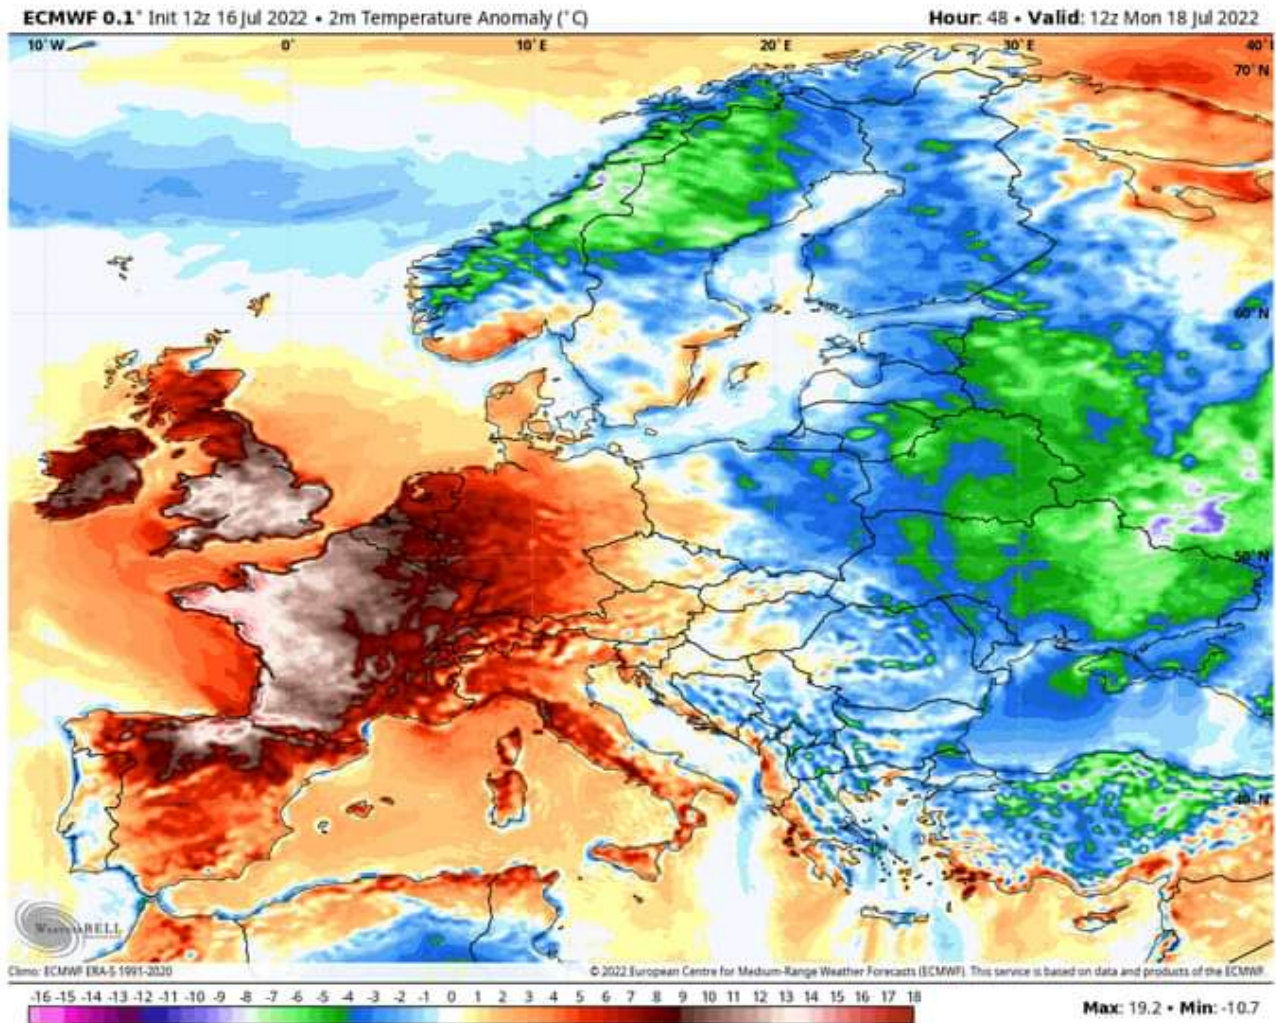 ECMWF 0.1° Init 12z 16 Jul 2022 • 2m Temperature Anomaly (°C)
Hour: 48 • Valid: 12z Mon 18 Jul 2022
10°W 0° 10°E 20°E 30°E 40°E
70°N
60°N
50°N
40°N
WEATHERBELL
Climo: ECMWF ERA-5 1991-2020
© 2022 European Centre for Medium-Range Weather Forecasts (ECMWF). This service is based on data and products of the ECMWF.
-16 -15 -14 -13 -12 -11 -10 -9 -8 -7 -6 -5 -4 -3 -2 -1 0 1 2 3 4 5 6 7 8 9 10 11 12 13 14 15 16 17 18
Max: 19.2 • Min: -10.7